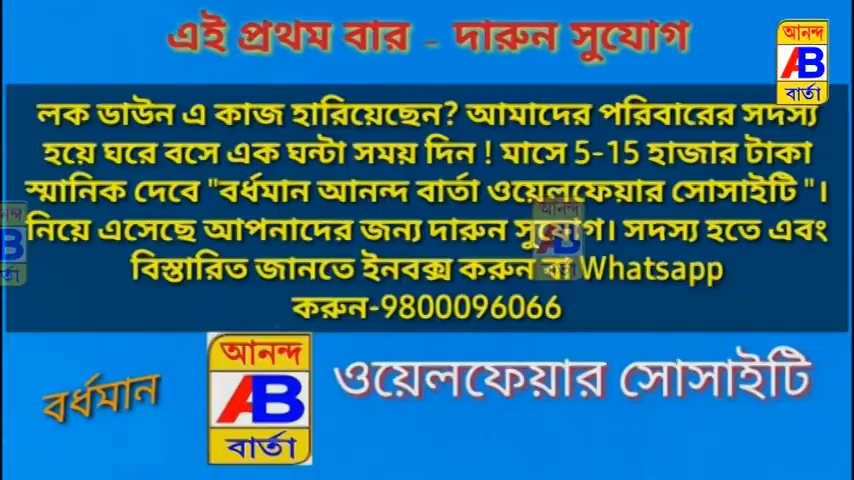 এই প্রথম বার - দারুন সুযোগ
আনন্দ
AB
বার্তা
লক ডাউন এ কাজ হারিয়েছেন? আমাদের পরিবারের সদস্য
হয়ে ঘরে বসে এক ঘন্টা সময় দিন ! মাসে 5-15 হাজার টাকা
স্মানিক দেবে "বর্ধমান আনন্দ বার্তা ওয়েলফেয়ার সোসাইটি "।
নিয়ে এসেছে আপনাদের জন্য দারুন সুযোগ। সদস্য হতে এবং
বিস্তারিত জানতে ইনবক্স করুন বা Whatsapp
করুন-9800096066
বর্ধমান
আনন্দ
AB
বার্তা
ওয়েলফেয়ার সোসাইটি